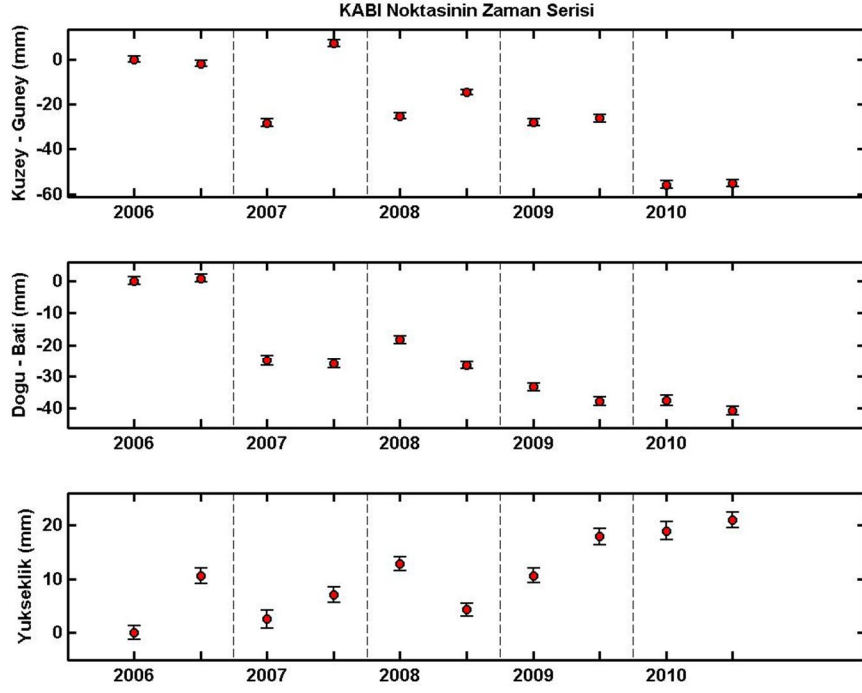 KABI Noktasinin Zaman Serisi
Kuzey - Guney (mm)
0
-20
-40
-60
2006 2007 2008 2009 2010
Dogu - Bati (mm)
0
-10
-20
-30
-40
2006 2007 2008 2009 2010
Yukseklik (mm)
20
10
0
2006 2007 2008 2009 2010